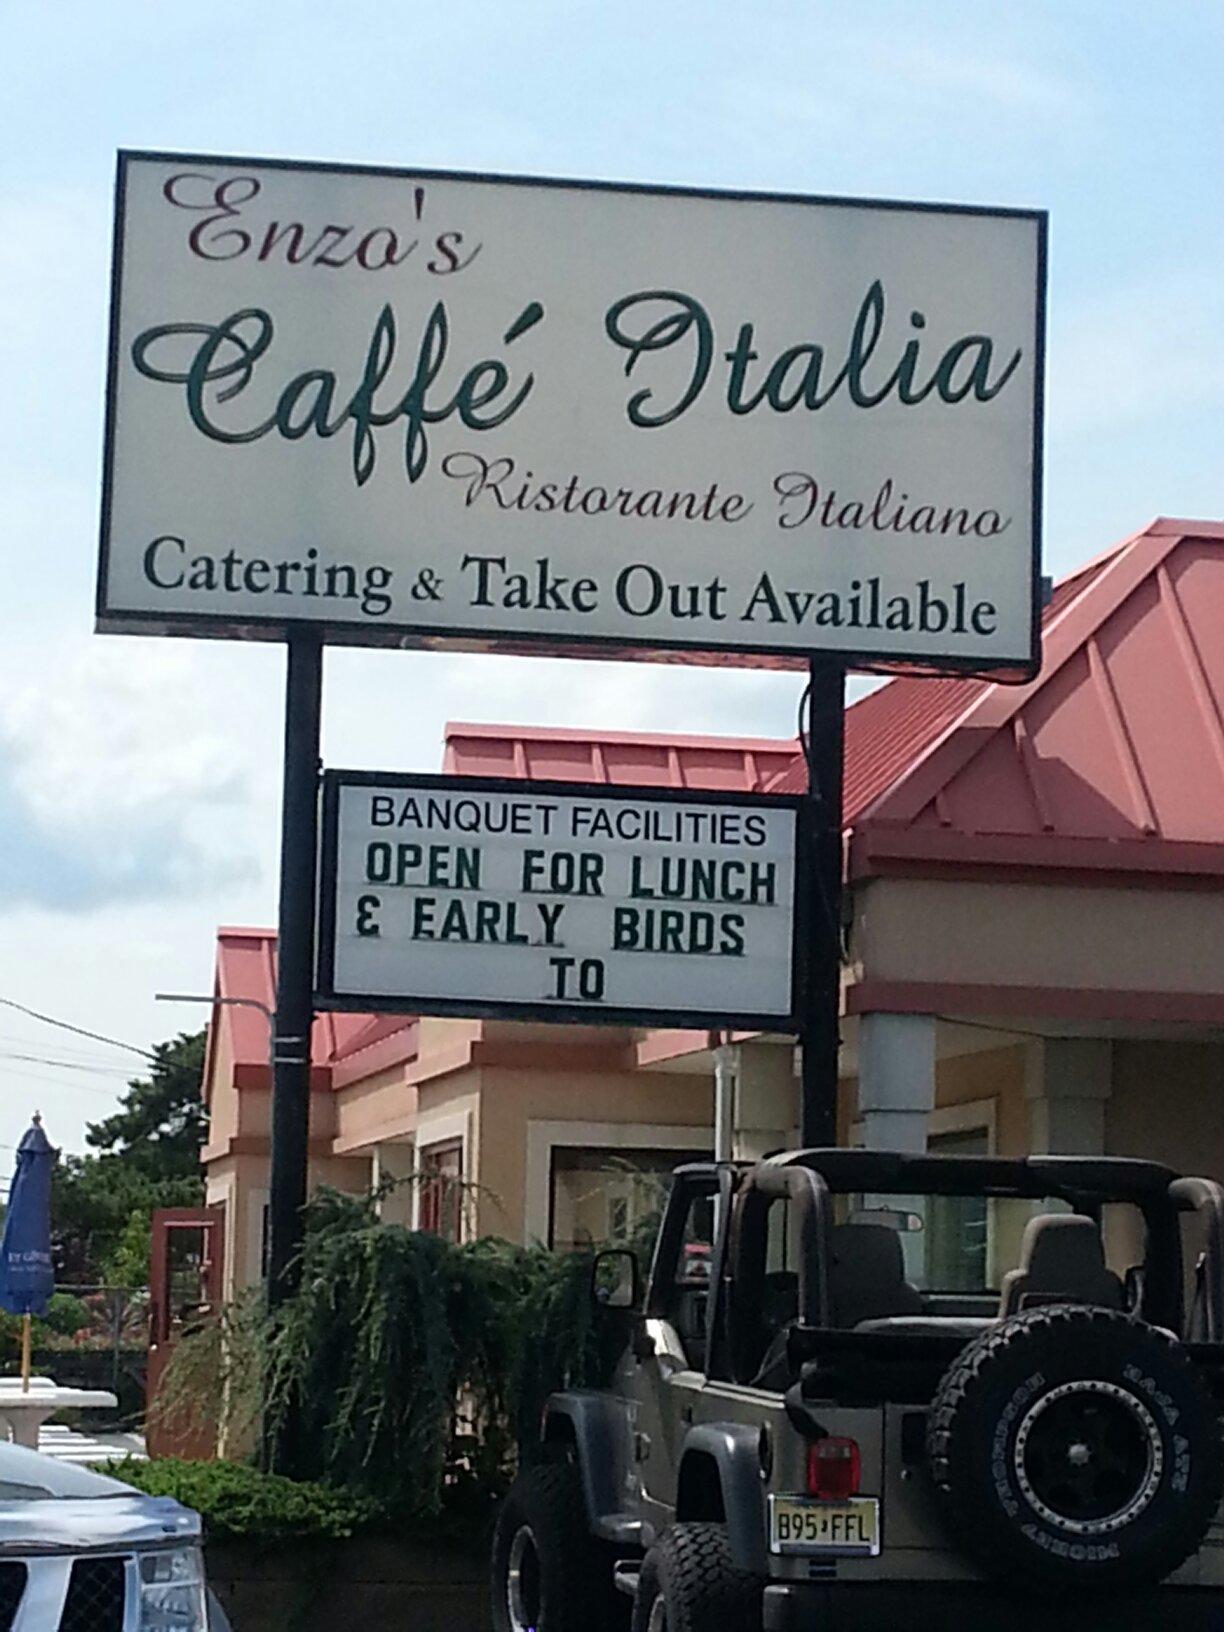 Enzo's
Caffé Italia
Ristorante Italiano
Catering & Take Out Available
BANQUET FACILITIES
OPEN FOR LUNCH
& EARLY BIRDS
TO
B95 FFL